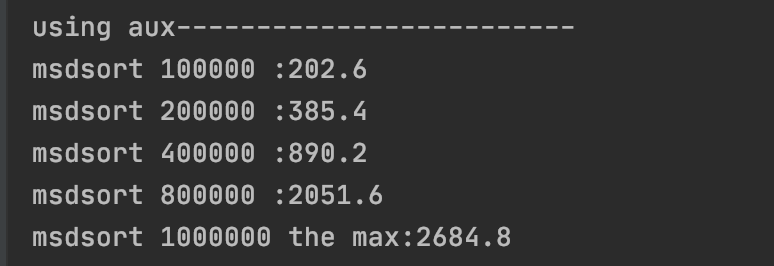 using aux-------------------------
msdsort 100000 :202.6
msdsort 200000 :385.4
msdsort 400000 :890.2
msdsort 800000 :2051.6
msdsort 1000000 the max:2684.8